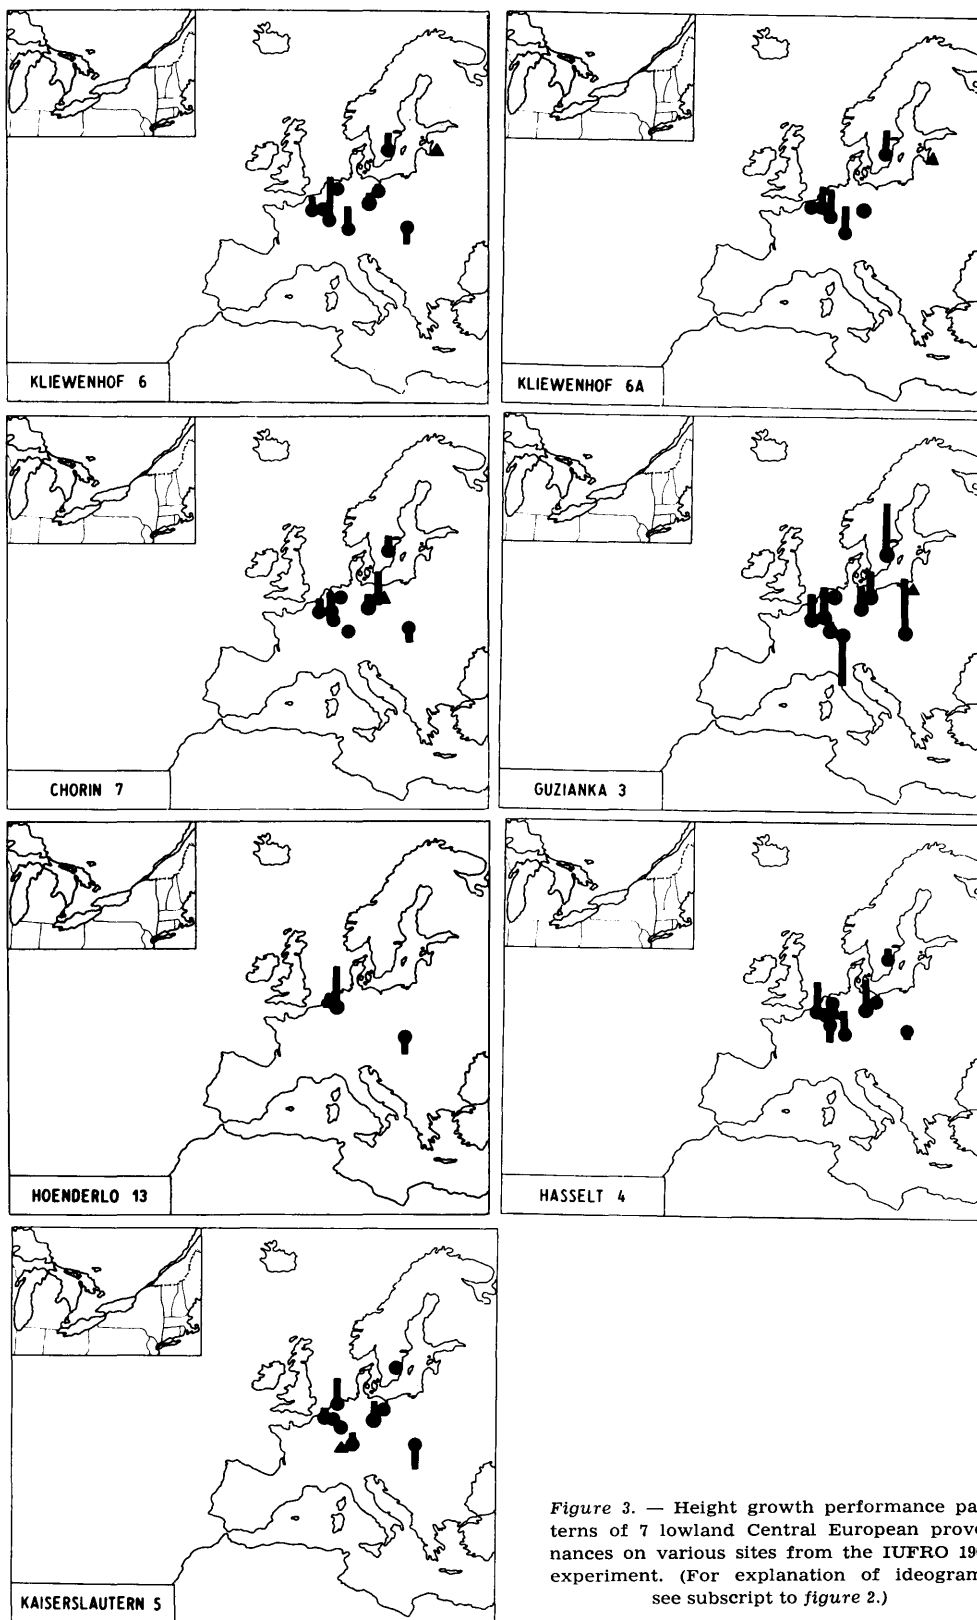 KLIEWENHOF 6
KLIEWENHOF 6A
CHORIN 7
GUZIANKA 3
HOENDERLO 13
HASSELT 4
KAISERSLAUTERN 5
Figure 3. — Height growth performance pa
terns of 7 lowland Central European prove
nances on various sites from the IUFRO 19
experiment. (For explanation of ideogram
see subscript to figure 2.)